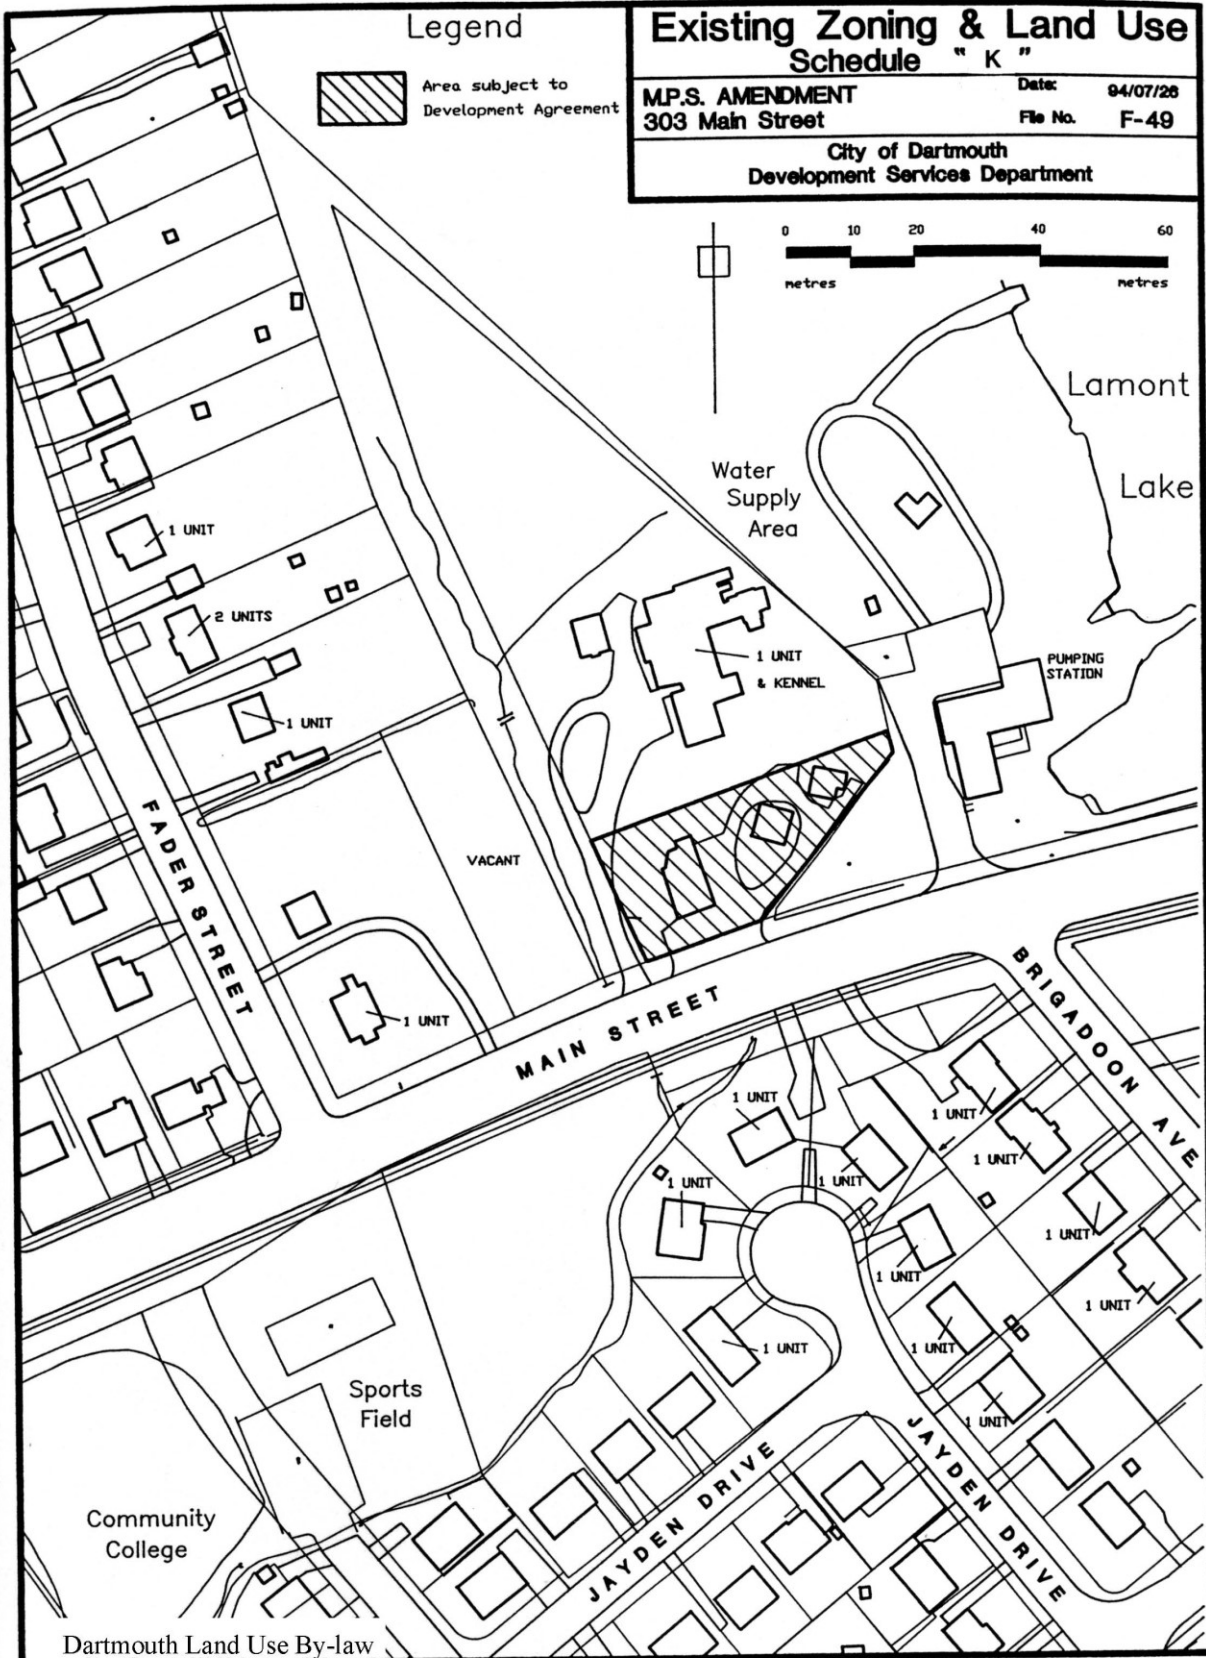 Legend
Area subject to
Development Agreement
Existing Zoning & Land Use
Schedule " K "
M.P.S. AMENDMENT
303 Main Street
Date: 94/07/26
File No. F-49
City of Dartmouth
Development Services Department
0 10 20 40 60
metres metres
Lamont
Lake
Water
Supply
Area
1 UNIT
2 UNITS
1 UNIT
1 UNIT
& KENNEL
PUMPING
STATION
FADER STREET
VACANT
1 UNIT
MAIN STREET
BRIGADOON AVE
1 UNIT
1 UNIT
1 UNIT
1 UNIT
1 UNIT
1 UNIT
1 UNIT
1 UNIT
1 UNIT
1 UNIT
1 UNIT
Sports
Field
1 UNIT
JAYDEN DRIVE
JAYDEN DRIVE
Community
College
Dartmouth Land Use By-law